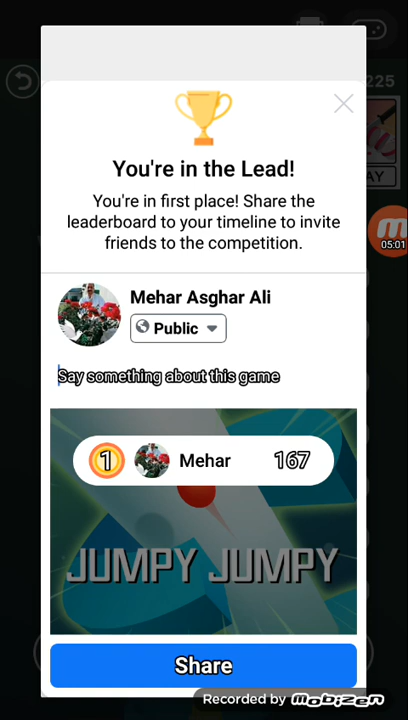 225
AY
You're in the Lead!
You're in first place! Share the
leaderboard to your timeline to invite
friends to the competition.
05:01
Mehar Asghar Ali
Public
Say something about this game
1 Mehar 167
JUMPY JUMPY
Share
Recorded by MOBIZEN